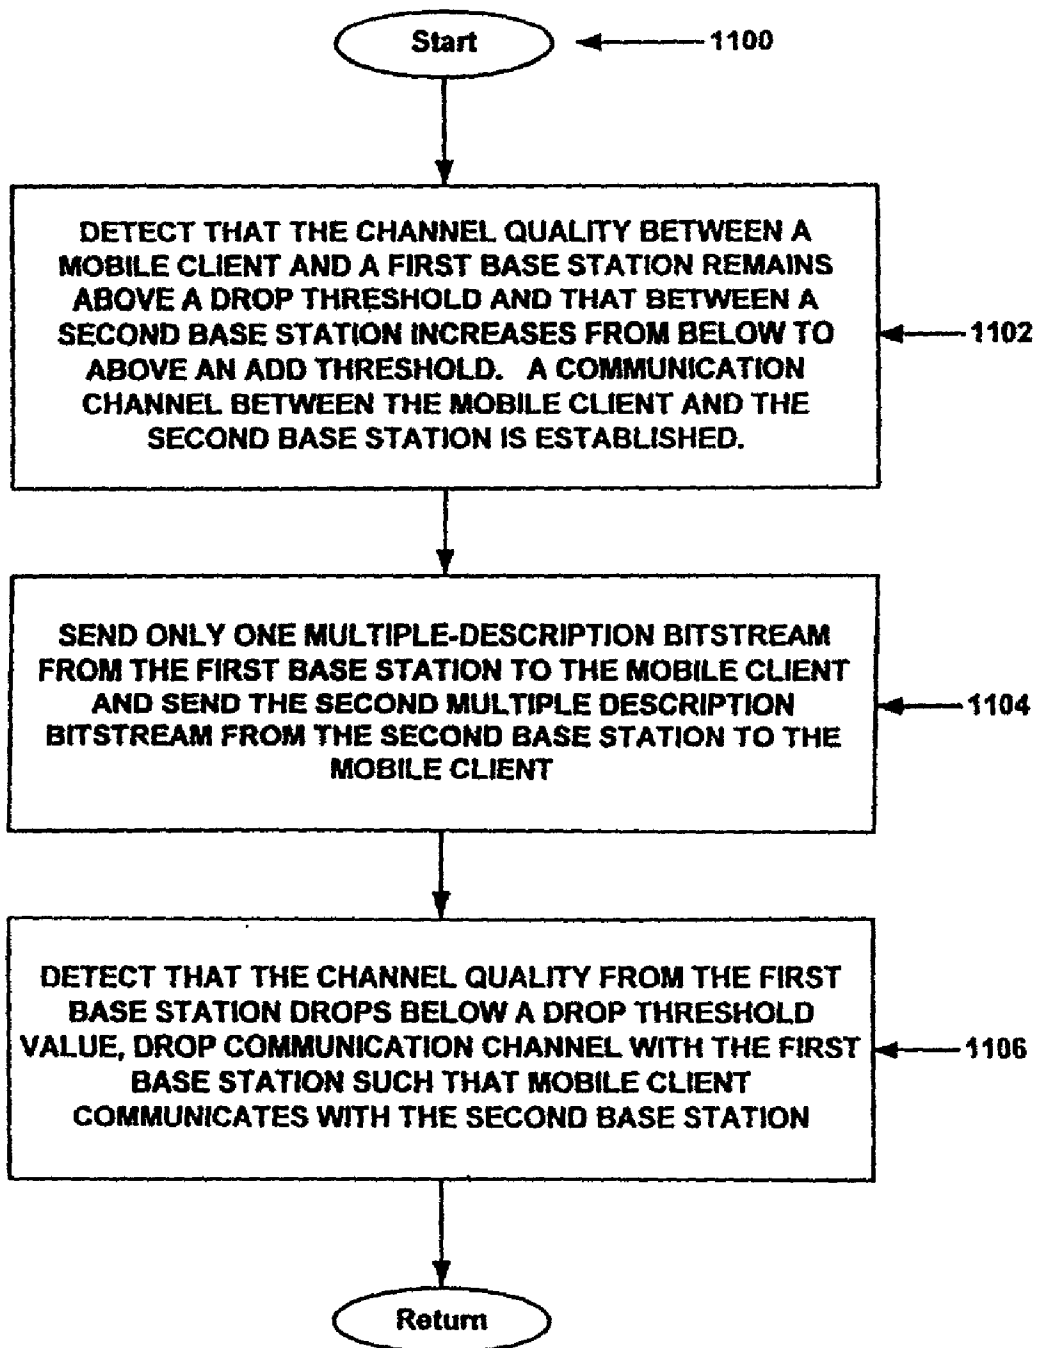 Start
1100
DETECT THAT THE CHANNEL QUALITY BETWEEN A
MOBILE CLIENT AND A FIRST BASE STATION REMAINS
ABOVE A DROP THRESHOLD AND THAT BETWEEN A
SECOND BASE STATION INCREASES FROM BELOW TO
ABOVE AN ADD THRESHOLD. A COMMUNICATION
CHANNEL BETWEEN THE MOBILE CLIENT AND THE
SECOND BASE STATION IS ESTABLISHED.
1102
SEND ONLY ONE MULTIPLE-DESCRIPTION BITSTREAM
FROM THE FIRST BASE STATION TO THE MOBILE CLIENT
AND SEND THE SECOND MULTIPLE DESCRIPTION
BITSTREAM FROM THE SECOND BASE STATION TO THE
MOBILE CLIENT
1104
DETECT THAT THE CHANNEL QUALITY FROM THE FIRST
BASE STATION DROPS BELOW A DROP THRESHOLD
VALUE, DROP COMMUNICATION CHANNEL WITH THE FIRST
BASE STATION SUCH THAT MOBILE CLIENT
COMMUNICATES WITH THE SECOND BASE STATION
1106
Return